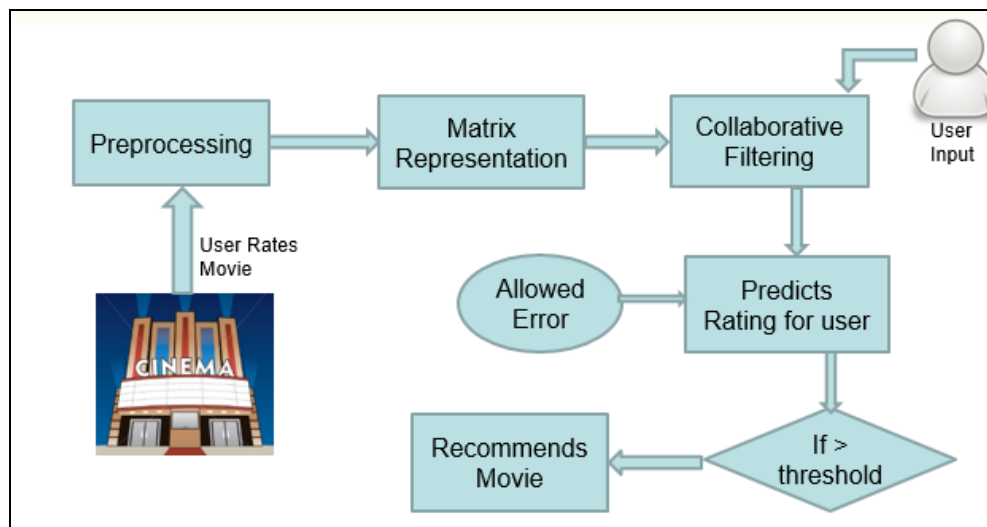 Preprocessing
Matrix
Representation
Collaborative
Filtering
User
Input
User Rates
Movie
CINEMA
Allowed
Error
Predicts
Rating for user
If >
threshold
Recommends
Movie